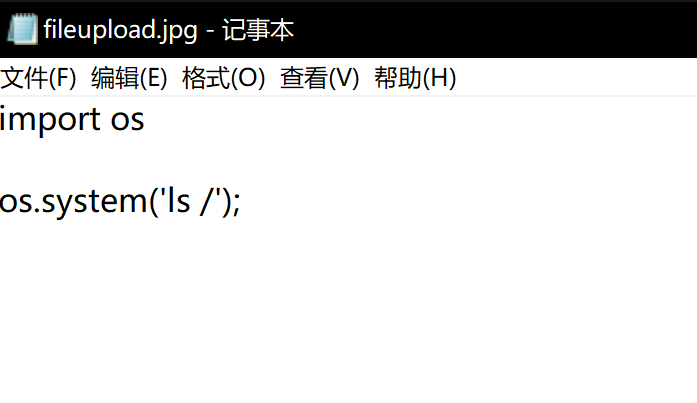 fileupload.jpg - 记事本
文件(F) 编辑(E) 格式(O) 查看(V) 帮助(H)
import os
os.system('ls /');